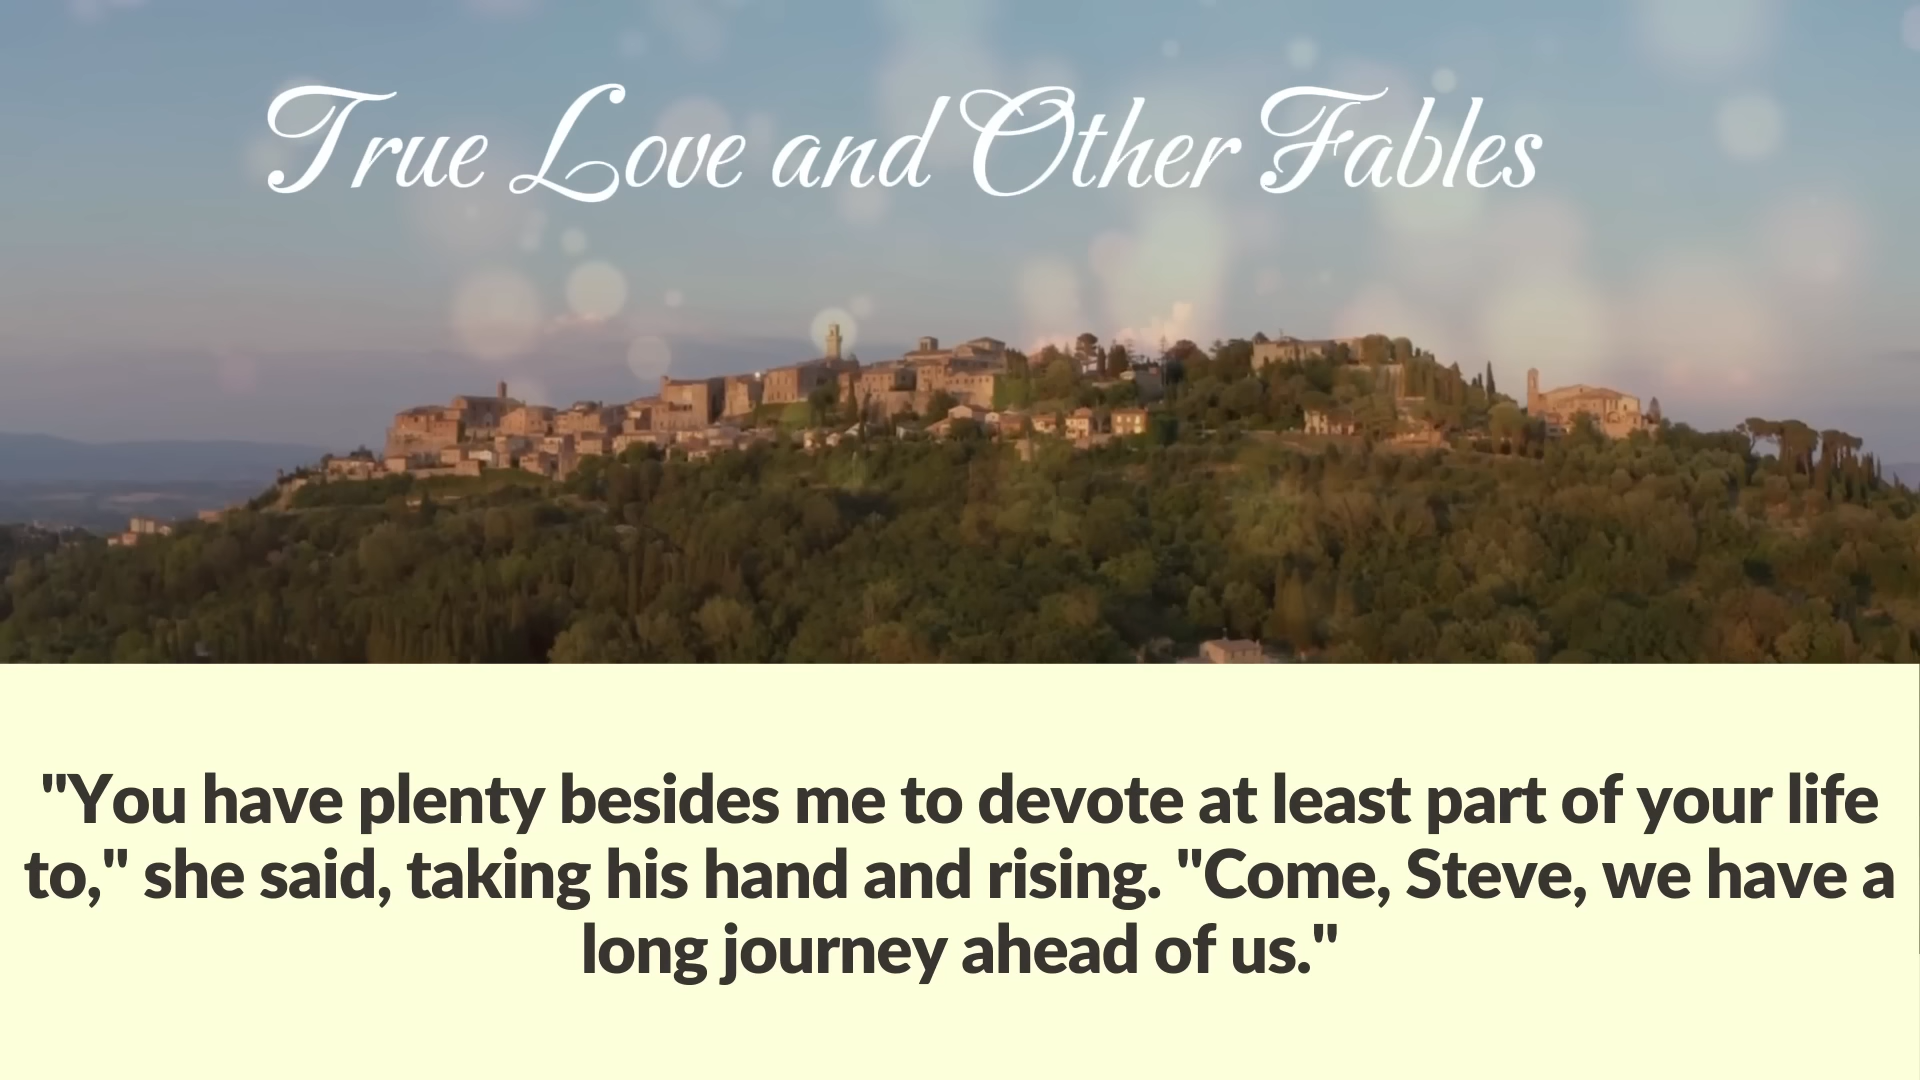 True Love and Other Fables
"You have plenty besides me to devote at least part of your life
to," she said, taking his hand and rising. "Come, Steve, we have a
long journey ahead of us."